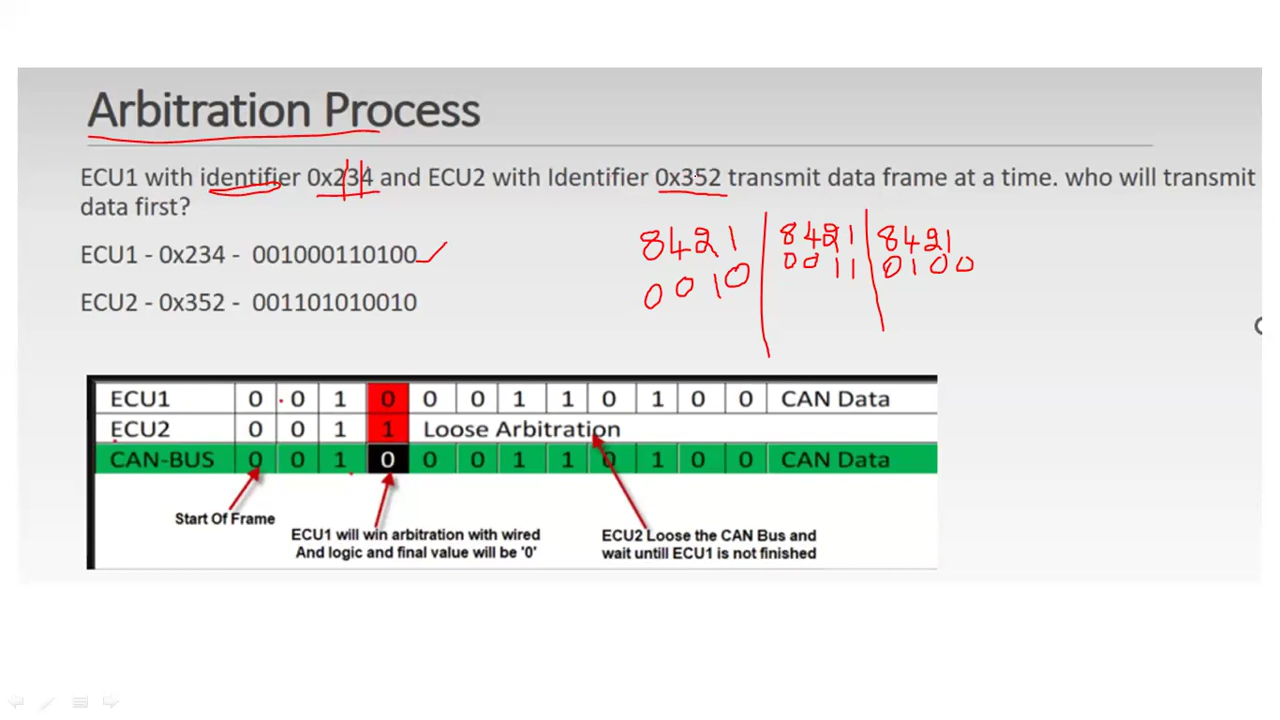 Arbitration Process
ECU1 with identifier 0x234 and ECU2 with Identifier 0x352 transmit data frame at a time. who will transmit
data first?
ECU1 - 0x234 - 001000110100
ECU2 - 0x352 - 001101010010
8421 8421 8421
0010 0011 0100
ECU1 0 0 1 0 0 0 1 1 0 1 0 0 CAN Data
ECU2 0 0 1 1 Loose Arbitration
CAN-BUS 0 0 1 0 0 0 1 1 0 1 0 0 CAN Data
Start Of Frame
ECU1 will win arbitration with wired
And logic and final value will be '0'
ECU2 Loose the CAN Bus and
wait untill ECU1 is not finished